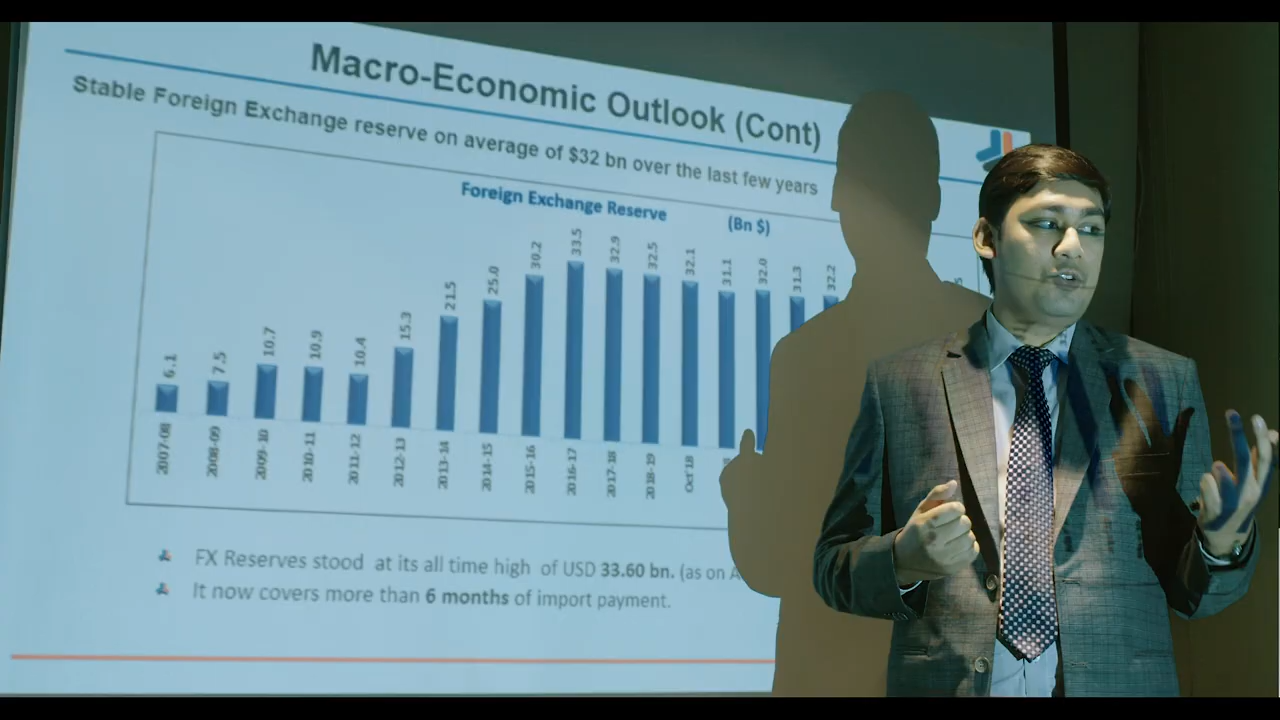 Macro-Economic Outlook (Cont)
Stable Foreign Exchange reserve on average of $32 bn over the last few years
Foreign Exchange Reserve (Bn $)
6.1 7.5 10.7 10.9 10.4 15.3 21.5 25.0 30.2 33.5 32.9 32.5 32.1 31.1 32.0 31.3 32.2
2007-08 2008-09 2009-10 2010-11 2011-12 2012-13 2013-14 2014-15 2015-16 2016-17 2017-18 2018-19 Oct'18
FX Reserves stood at its all time high of USD 33.60 bn. (as on
It now covers more than 6 months of import payment.